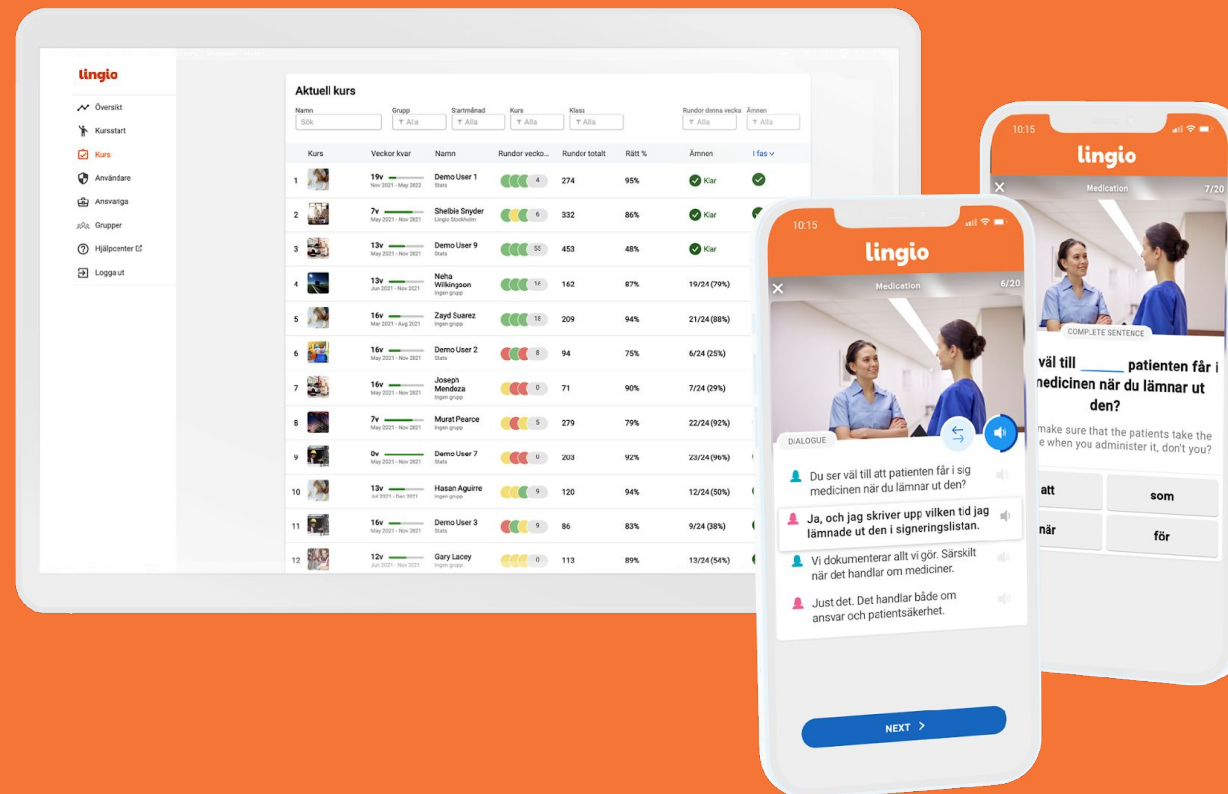 lingio
Översikt
Kursstart
Kurs
Användare
Ansvariga
Grupper
Hjälpcenter
Logga ut
Aktuell kurs
Namn Grupp Startmånad Kurs Klass Rundor denna vecka Ämnen
Sök Alla Alla Alla Alla Alla Alla
Kurs Veckor kvar Namn Rundor vecko... Rundor totalt Rätt % Ämnen I fas
1 19v Demo User 1 4 274 95% Klar
Nov 2021 - May 2022 Stats
2 7v Shelbie Snyder 6 332 86% Klar
May 2021 - Nov 2021 Lingio Stockholm
3 13v Demo User 9 55 453 48% Klar
May 2021 - Nov 2021 Stats
4 13v Neha Wilkingson 16 162 87% 19/24 (79%)
Jun 2021 - Nov 2021 Ingen grupp
5 16v Zayd Suarez 18 209 94% 21/24 (88%)
Mar 2021 - Aug 2021 Ingen grupp
6 16v Demo User 2 8 94 75% 6/24 (25%)
May 2021 - Nov 2021 Stats
7 16v Joseph Mendoza 0 71 90% 7/24 (29%)
May 2021 - Nov 2021 Ingen grupp
8 7v Murat Pearce 5 279 79% 22/24 (92%)
May 2021 - Nov 2021 Ingen grupp
9 0v Demo User 7 0 203 92% 23/24 (96%)
May 2021 - Nov 2021 Stats
10 13v Hasan Aguirre 9 120 94% 12/24 (50%)
Jul 2021 - Dec 2021 Ingen grupp
11 16v Demo User 3 9 86 83% 9/24 (38%)
May 2021 - Nov 2021 Stats
12 12v Gary Lacey 0 113 89% 13/24 (54%)
Jun 2021 - Nov 2021 Ingen grupp
10:15
lingio
Medication 6/20
DIALOGUE
Du ser väl till att patienten får i sig
medicinen när du lämnar ut den?
Ja, och jag skriver upp vilken tid jag
lämnade ut den i signeringslistan.
Vi dokumenterar allt vi gör. Särskilt
när det handlar om mediciner.
Just det. Det handlar både om
ansvar och patientsäkerhet.
NEXT >
10:15
lingio
Medication 7/20
COMPLETE SENTENCE
väl till ______ patienten får i
medicinen när du lämnar ut
den?
make sure that the patients take the
when you administer it, don't you?
att som
när för